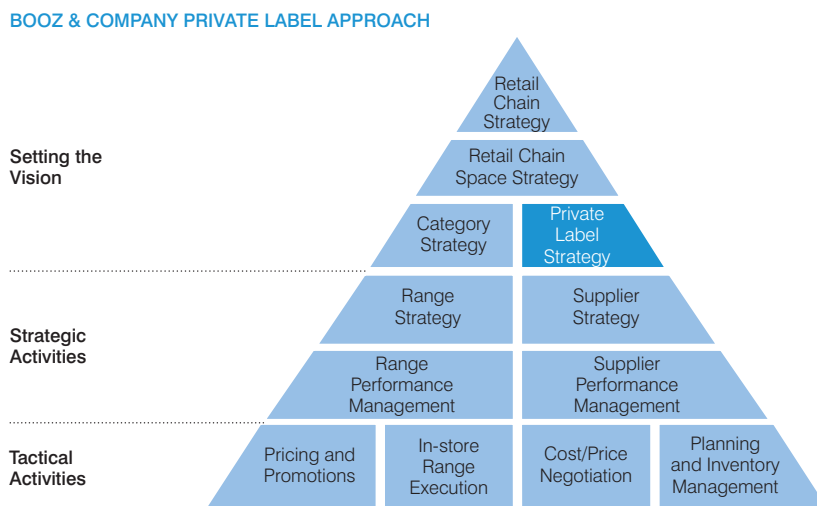 BOOZ & COMPANY PRIVATE LABEL APPROACH
Retail
Chain
Strategy
Setting the
Vision
Retail Chain
Space Strategy
Category
Strategy
Private
Label
Strategy
Strategic
Activities
Range
Strategy
Supplier
Strategy
Range
Performance
Management
Supplier
Performance
Management
Tactical
Activities
Pricing and
Promotions
In-store
Range
Execution
Cost/Price
Negotiation
Planning
and Inventory
Management